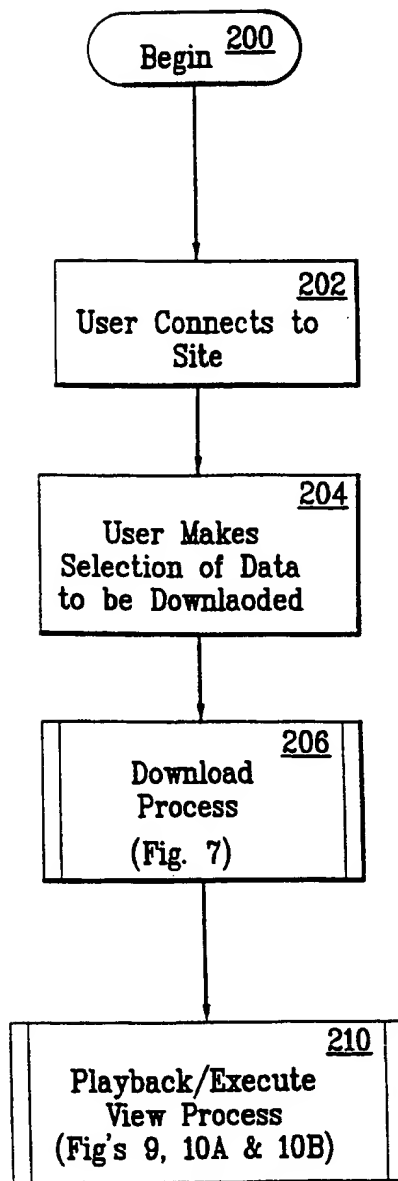 Begin 200
202
User Connects to
Site
204
User Makes
Selection of Data
to be Downlaoded
206
Download
Process
(Fig. 7)
210
Playback/Execute
View Process
(Fig's 9, 10A & 10B)